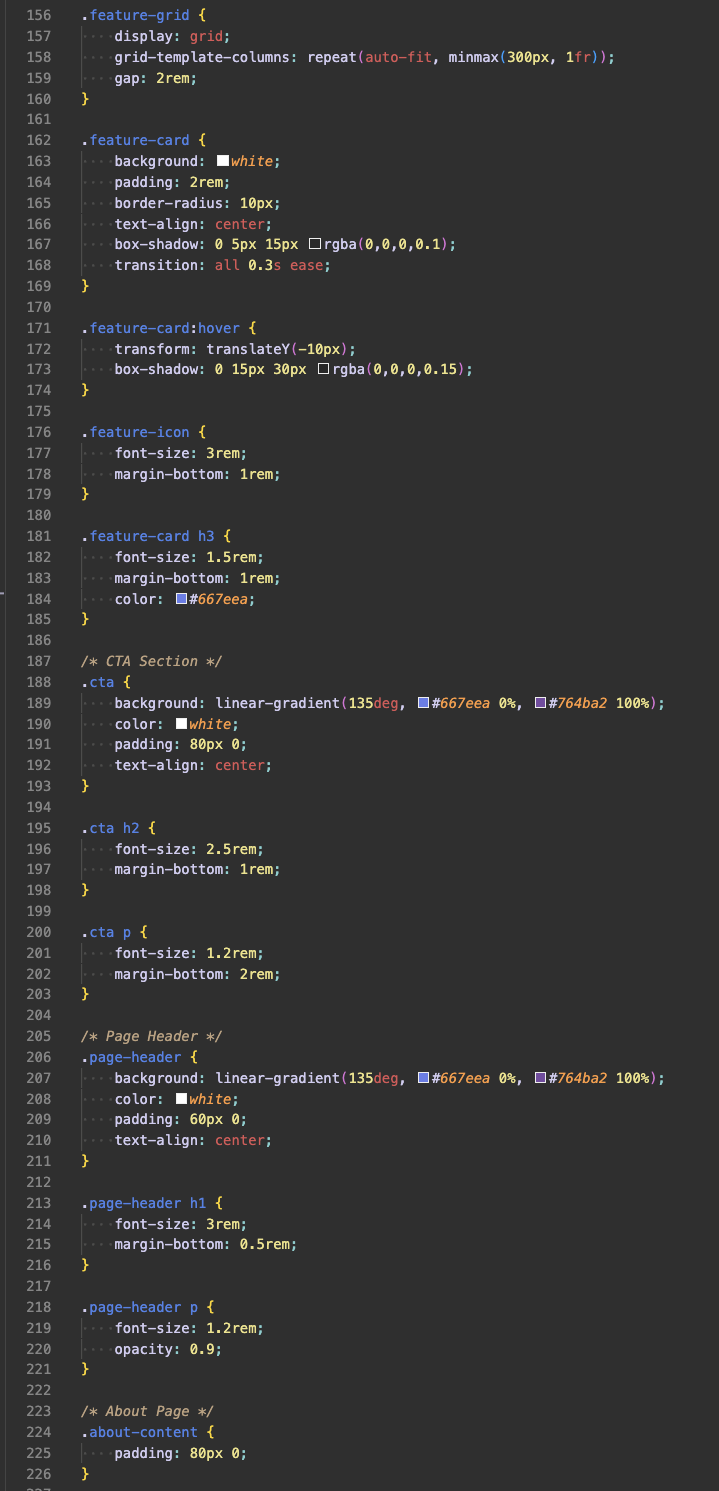 156 .feature-grid {
157     display: grid;
158     grid-template-columns: repeat(auto-fit, minmax(300px, 1fr));
159     gap: 2rem;
160 }
161
162 .feature-card {
163     background: white;
164     padding: 2rem;
165     border-radius: 10px;
166     text-align: center;
167     box-shadow: 0 5px 15px rgba(0,0,0,0.1);
168     transition: all 0.3s ease;
169 }
170
171 .feature-card:hover {
172     transform: translateY(-10px);
173     box-shadow: 0 15px 30px rgba(0,0,0,0.15);
174 }
175
176 .feature-icon {
177     font-size: 3rem;
178     margin-bottom: 1rem;
179 }
180
181 .feature-card h3 {
182     font-size: 1.5rem;
183     margin-bottom: 1rem;
184     color: #667eea;
185 }
186
187 /* CTA Section */
188 .cta {
189     background: linear-gradient(135deg, #667eea 0%, #764ba2 100%);
190     color: white;
191     padding: 80px 0;
192     text-align: center;
193 }
194
195 .cta h2 {
196     font-size: 2.5rem;
197     margin-bottom: 1rem;
198 }
199
200 .cta p {
201     font-size: 1.2rem;
202     margin-bottom: 2rem;
203 }
204
205 /* Page Header */
206 .page-header {
207     background: linear-gradient(135deg, #667eea 0%, #764ba2 100%);
208     color: white;
209     padding: 60px 0;
210     text-align: center;
211 }
212
213 .page-header h1 {
214     font-size: 3rem;
215     margin-bottom: 0.5rem;
216 }
217
218 .page-header p {
219     font-size: 1.2rem;
220     opacity: 0.9;
221 }
222
223 /* About Page */
224 .about-content {
225     padding: 80px 0;
226 }